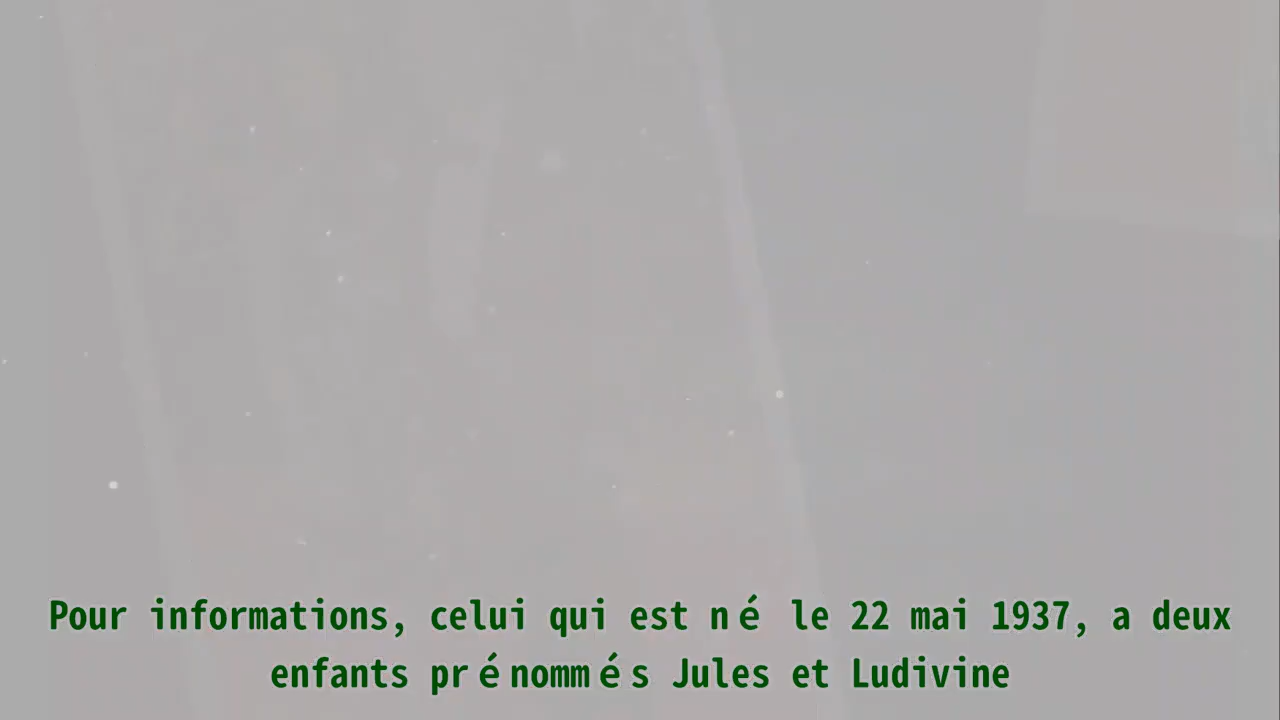 Pour informations, celui qui est né le 22 mai 1937, a deux
enfants prénommés Jules et Ludivine